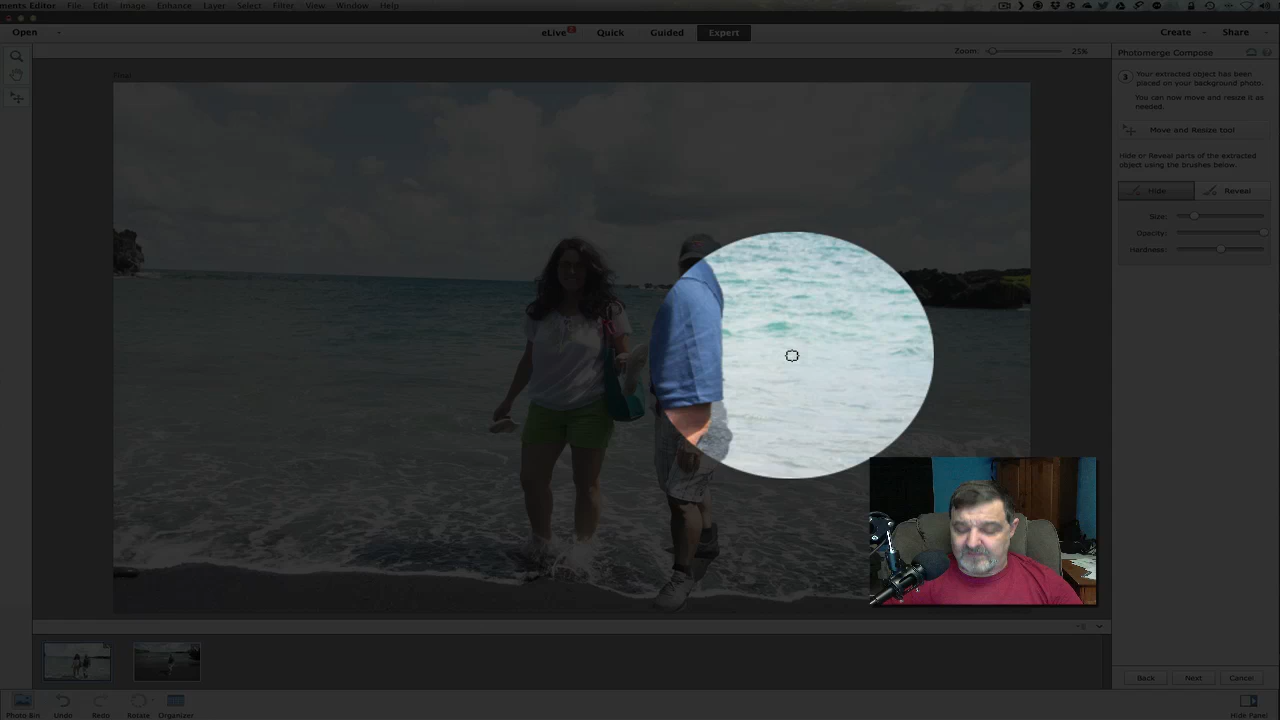 ments Editor File Edit Image Enhance Layer Select Filter View Window Help
Open eLive Quick Guided Expert Create Share
Zoom: 25% Photomerge Compose
Final
3 Your extracted object has been
placed on your background photo.
You can now move and resize it as
needed.
Move and Resize tool
Hide or Reveal parts of the extracted
object using the brushes below.
Hide Reveal
Size:
Opacity:
Hardness:
Back Next Cancel
Photo Bin Undo Redo Rotate Organizer Hide Panel